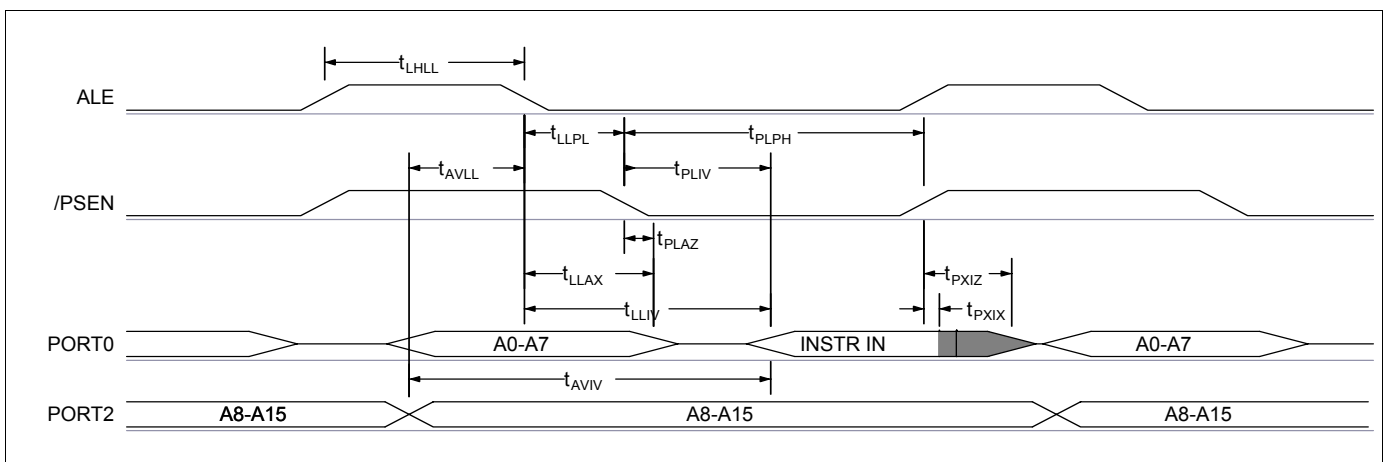 tLHLL
ALE
tLLPL
tPLPH
tAVLL
tPLIV
/PSEN
tPLAZ
tLLAX
tPXIZ
tLLIV
tPXIX
PORT0
A0-A7
INSTR IN
A0-A7
tAVIV
PORT2
A8-A15
A8-A15
A8-A15